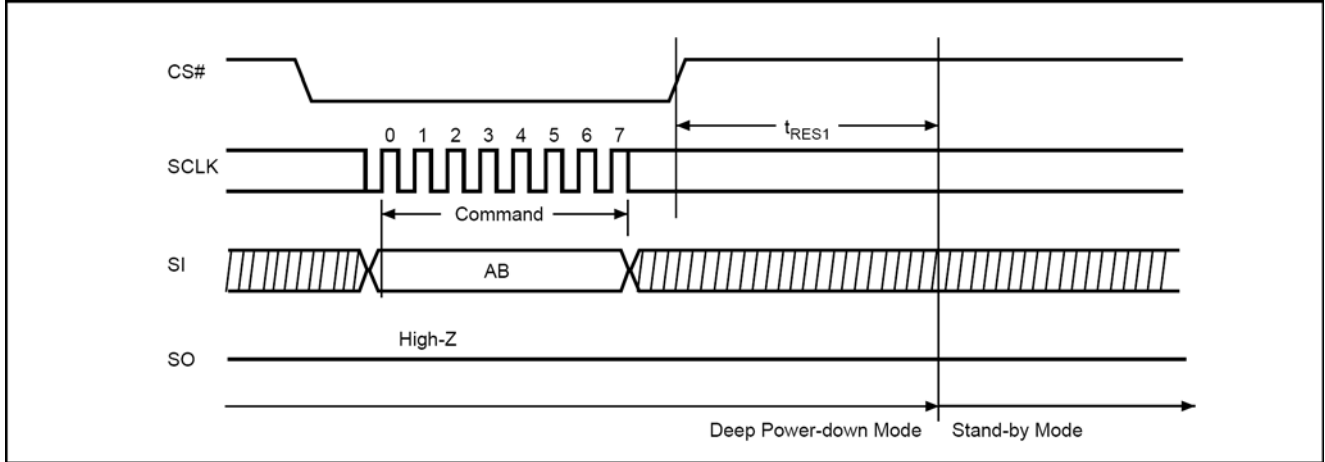 CS#
tRES1
0 1 2 3 4 5 6 7
SCLK
Command
SI
AB
High-Z
SO
Deep Power-down Mode Stand-by Mode